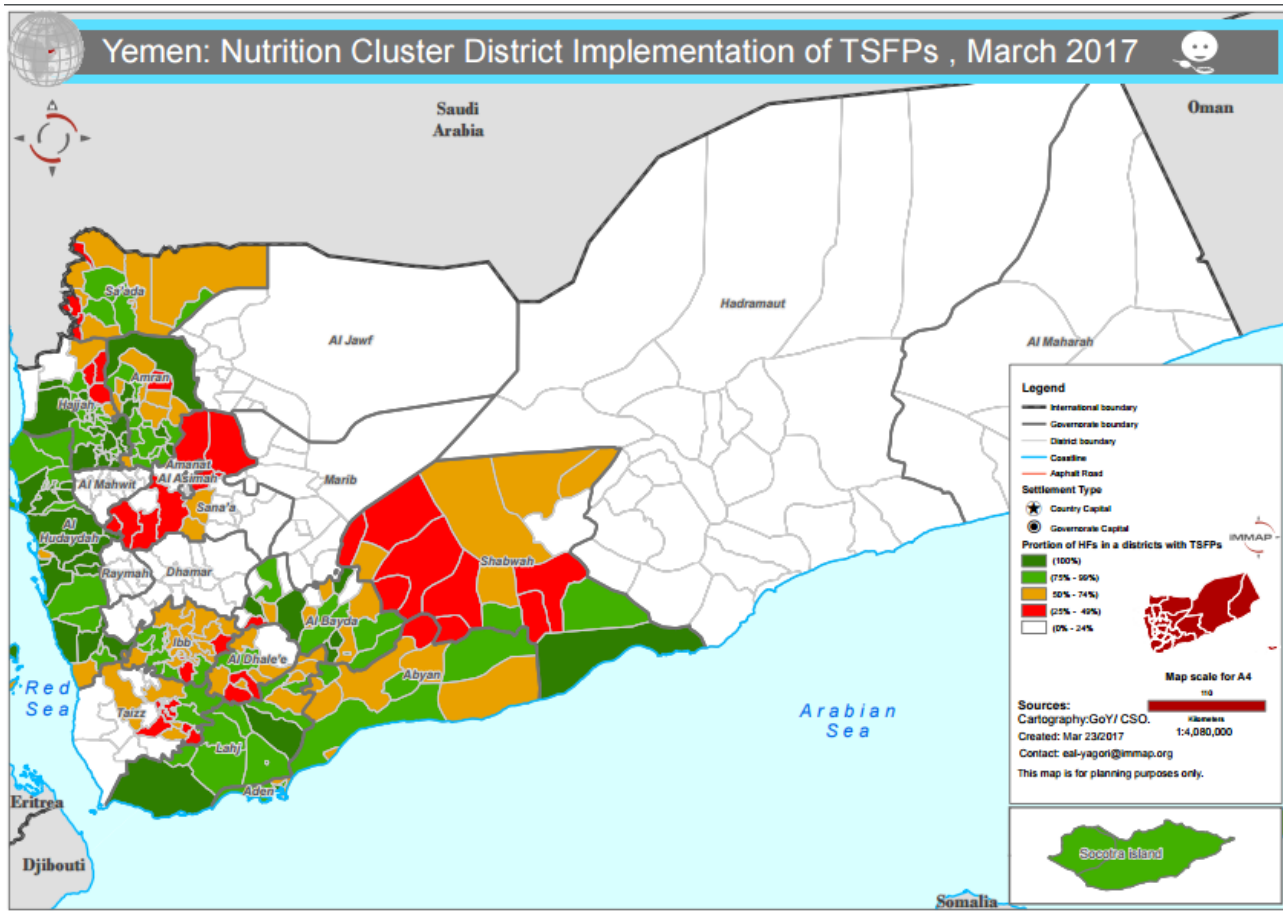 Yemen: Nutrition Cluster District Implementation of TSFPs , March 2017
Saudi
Arabia
Oman
Sa'ada
Al Jawf
Hadramaut
Al Maharah
Amran
Hajjah
Amanat
Al Asimah
Al Mahwit
Marib
Sana'a
Al
Hudaydah
Shabwah
Raymah
Dhamar
Al Bayda
Ibb
Al Dhale'e
Abyan
Red
Sea
Taizz
Lahj
Aden
Arabian
Sea
Eritrea
Djibouti
Somalia
Legend
International boundary
Governorate boundary
District boundary
Coastline
Asphalt Road
Settlement Type
Country Capital
Governorate Capital
IMMAP
Portion of HFs in a districts with TSFPs
(100%)
(75% - 99%)
50% - 74%)
(25% - 49%)
(0% - 24%
Map scale for A4
110
Kilometers
1:4,080,000
Sources:
Cartography:GoY/ CSO.
Created: Mar 23/2017
Contact: eal-yagori@immap.org
This map is for planning purposes only.
Socotra island